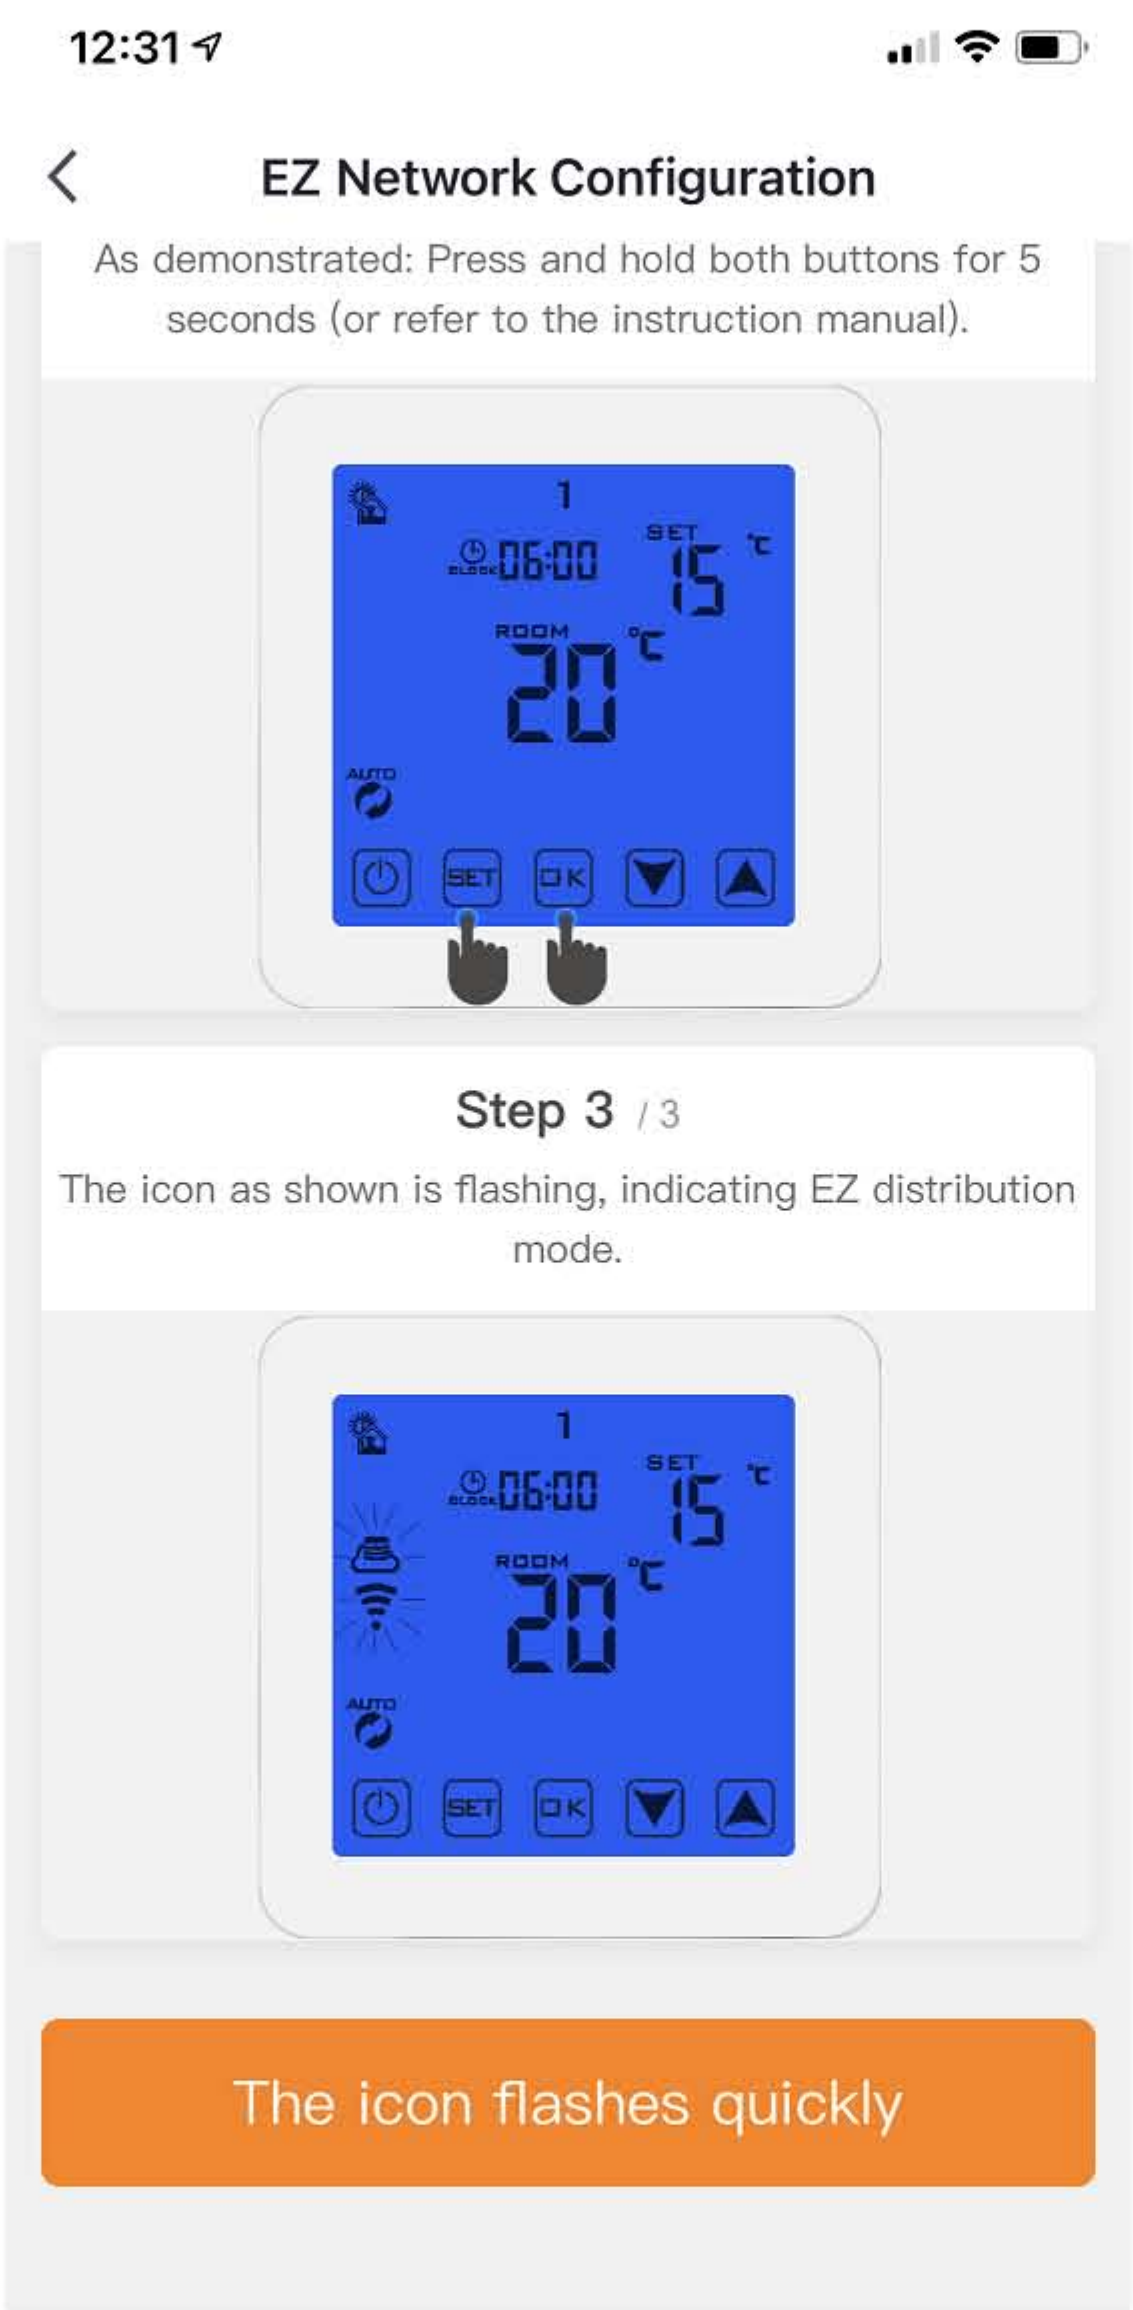 12:31
EZ Network Configuration
As demonstrated: Press and hold both buttons for 5
seconds (or refer to the instruction manual).
1
SET
CLOCK 06:00 15 °C
ROOM
20 °C
AUTO
SET OK
Step 3 / 3
The icon as shown is flashing, indicating EZ distribution
mode.
1
SET
CLOCK 06:00 15 °C
ROOM
20 °C
AUTO
SET OK
The icon flashes quickly